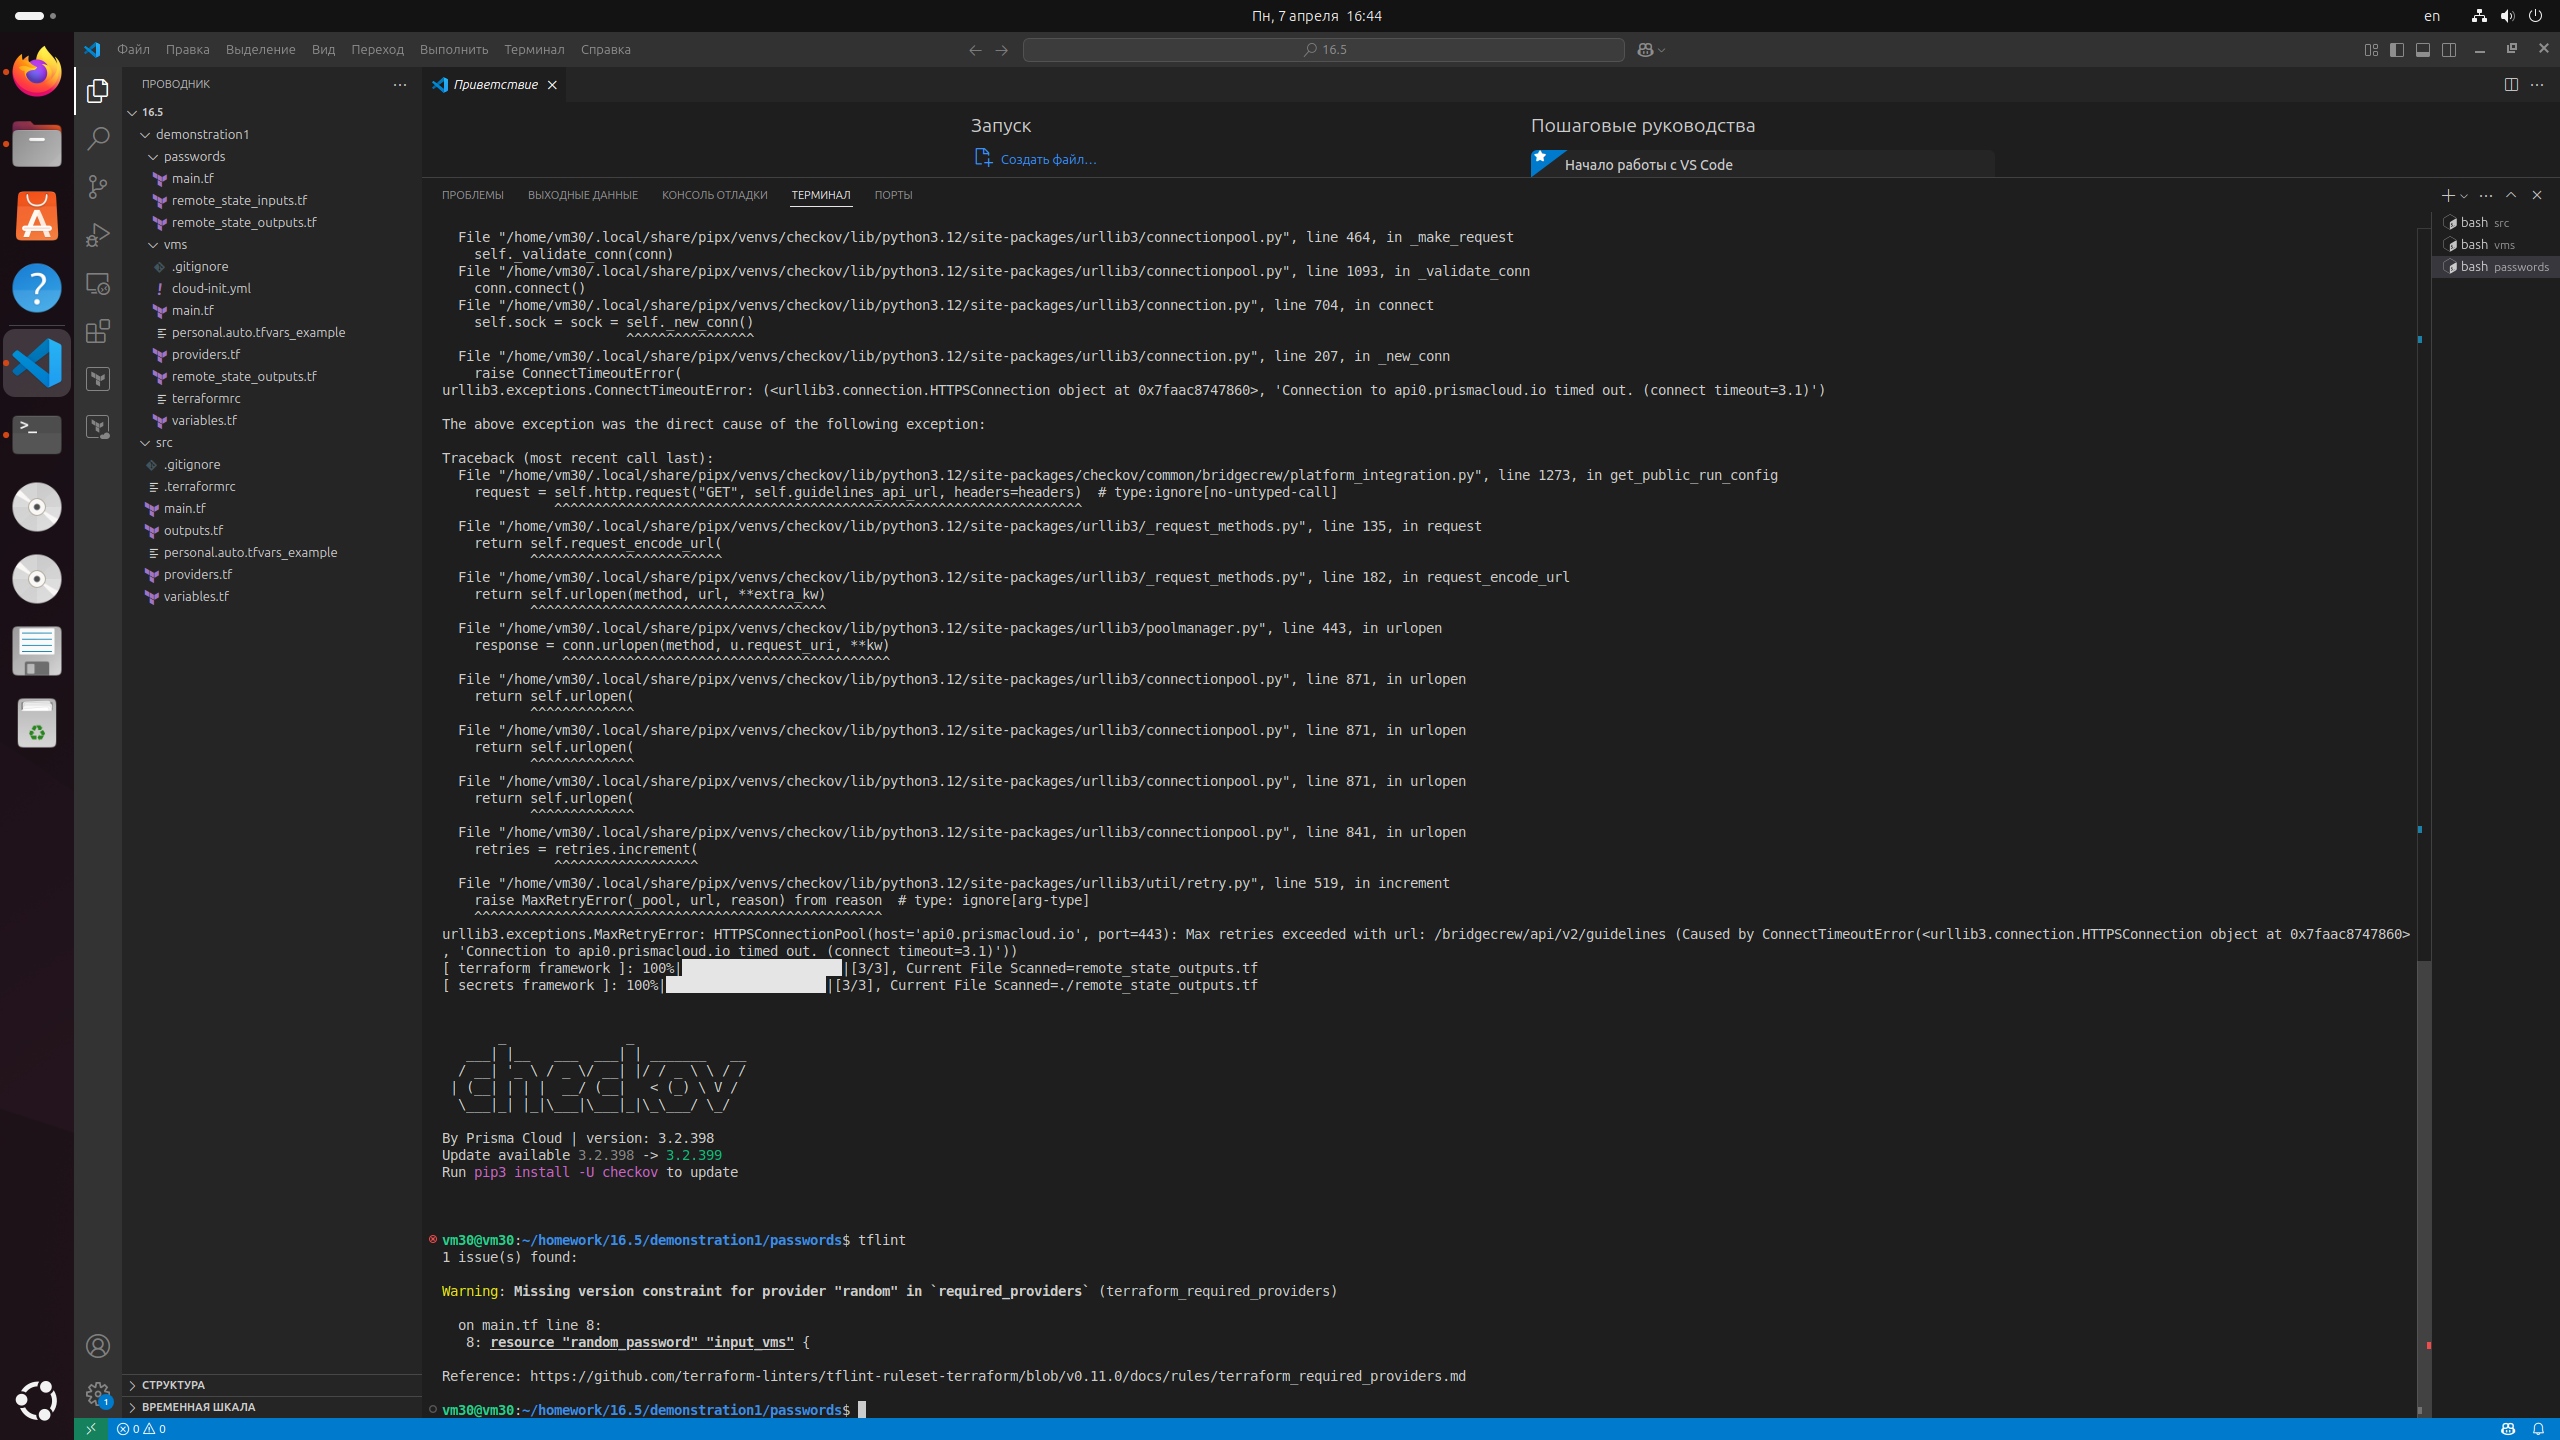 Пн, 7 апреля 16:44
en
Файл Правка Выделение Вид Переход Выполнить Терминал Справка
16.5
ПРОВОДНИК
Приветствие
16.5
demonstration1
passwords
main.tf
remote_state_inputs.tf
remote_state_outputs.tf
vms
.gitignore
cloud-init.yml
main.tf
personal.auto.tfvars_example
providers.tf
remote_state_outputs.tf
terraformrc
variables.tf
src
.gitignore
.terraformrc
main.tf
outputs.tf
personal.auto.tfvars_example
providers.tf
variables.tf
СТРУКТУРА
ВРЕМЕННАЯ ШКАЛА
Запуск
Создать файл...
Пошаговые руководства
Начало работы с VS Code
ПРОБЛЕМЫ ВЫХОДНЫЕ ДАННЫЕ КОНСОЛЬ ОТЛАДКИ ТЕРМИНАЛ ПОРТЫ
bash src
bash vms
bash passwords
File "/home/vm30/.local/share/pipx/venvs/checkov/lib/python3.12/site-packages/urllib3/connectionpool.py", line 464, in _make_request
self._validate_conn(conn)
File "/home/vm30/.local/share/pipx/venvs/checkov/lib/python3.12/site-packages/urllib3/connectionpool.py", line 1093, in _validate_conn
conn.connect()
File "/home/vm30/.local/share/pipx/venvs/checkov/lib/python3.12/site-packages/urllib3/connection.py", line 704, in connect
self.sock = sock = self._new_conn()
^^^^^^^^^^^^^^^^
File "/home/vm30/.local/share/pipx/venvs/checkov/lib/python3.12/site-packages/urllib3/connection.py", line 207, in _new_conn
raise ConnectTimeoutError(
urllib3.exceptions.ConnectTimeoutError: (<urllib3.connection.HTTPSConnection object at 0x7faac8747860>, 'Connection to api0.prismacloud.io timed out. (connect timeout=3.1)')
The above exception was the direct cause of the following exception:
Traceback (most recent call last):
File "/home/vm30/.local/share/pipx/venvs/checkov/lib/python3.12/site-packages/checkov/common/bridgecrew/platform_integration.py", line 1273, in get_public_run_config
request = self.http.request("GET", self.guidelines_api_url, headers=headers)  # type:ignore[no-untyped-call]
^^^^^^^^^^^^^^^^^^^^^^^^^^^^^^^^^^^^^^^^^^^^^^^^^^^^^^^^^^^^^^^^^^
File "/home/vm30/.local/share/pipx/venvs/checkov/lib/python3.12/site-packages/urllib3/_request_methods.py", line 135, in request
return self.request_encode_url(
^^^^^^^^^^^^^^^^^^^^^^^^
File "/home/vm30/.local/share/pipx/venvs/checkov/lib/python3.12/site-packages/urllib3/_request_methods.py", line 182, in request_encode_url
return self.urlopen(method, url, **extra_kw)
^^^^^^^^^^^^^^^^^^^^^^^^^^^^^^^^^^^^^
File "/home/vm30/.local/share/pipx/venvs/checkov/lib/python3.12/site-packages/urllib3/poolmanager.py", line 443, in urlopen
response = conn.urlopen(method, u.request_uri, **kw)
^^^^^^^^^^^^^^^^^^^^^^^^^^^^^^^^^^^^^^^^^
File "/home/vm30/.local/share/pipx/venvs/checkov/lib/python3.12/site-packages/urllib3/connectionpool.py", line 871, in urlopen
return self.urlopen(
^^^^^^^^^^^^^
File "/home/vm30/.local/share/pipx/venvs/checkov/lib/python3.12/site-packages/urllib3/connectionpool.py", line 871, in urlopen
return self.urlopen(
^^^^^^^^^^^^^
File "/home/vm30/.local/share/pipx/venvs/checkov/lib/python3.12/site-packages/urllib3/connectionpool.py", line 871, in urlopen
return self.urlopen(
^^^^^^^^^^^^^
File "/home/vm30/.local/share/pipx/venvs/checkov/lib/python3.12/site-packages/urllib3/connectionpool.py", line 841, in urlopen
retries = retries.increment(
^^^^^^^^^^^^^^^^^^
File "/home/vm30/.local/share/pipx/venvs/checkov/lib/python3.12/site-packages/urllib3/util/retry.py", line 519, in increment
raise MaxRetryError(_pool, url, reason) from reason  # type: ignore[arg-type]
^^^^^^^^^^^^^^^^^^^^^^^^^^^^^^^^^^^^^^^^^^^^^^^^^^^
urllib3.exceptions.MaxRetryError: HTTPSConnectionPool(host='api0.prismacloud.io', port=443): Max retries exceeded with url: /bridgecrew/api/v2/guidelines (Caused by ConnectTimeoutError(<urllib3.connection.HTTPSConnection object at 0x7faac8747860>
, 'Connection to api0.prismacloud.io timed out. (connect timeout=3.1)'))
[ terraform framework ]: 100%|████████████████████|[3/3], Current File Scanned=remote_state_outputs.tf
[ secrets framework ]: 100%|████████████████████|[3/3], Current File Scanned=./remote_state_outputs.tf
checkov
By Prisma Cloud | version: 3.2.398
Update available 3.2.398 -> 3.2.399
Run pip3 install -U checkov to update
vm30@vm30:~/homework/16.5/demonstration1/passwords$ tflint
1 issue(s) found:
Warning: Missing version constraint for provider "random" in `required_providers` (terraform_required_providers)
on main.tf line 8:
8: resource "random_password" "input_vms" {
Reference: https://github.com/terraform-linters/tflint-ruleset-terraform/blob/v0.11.0/docs/rules/terraform_required_providers.md
vm30@vm30:~/homework/16.5/demonstration1/passwords$
1
0 0